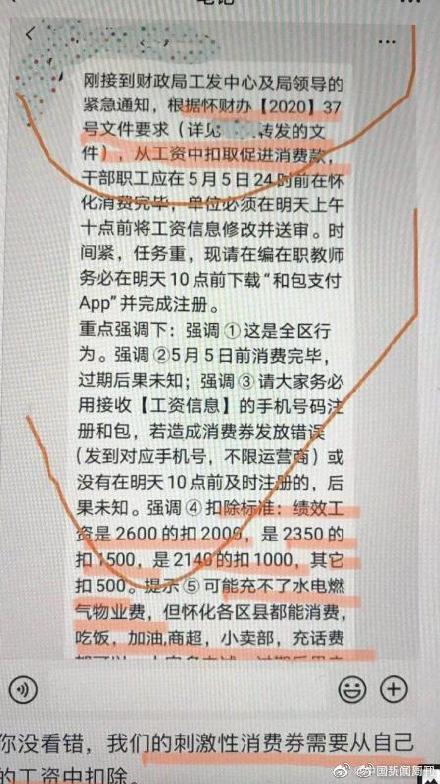 刚接到财政局工发中心及局领导的
紧急通知，根据怀财办【2020】37
号文件要求（详见
转发的文
件），从工资中扣取促进消费款，
干部职工应在5月5日24时前在怀
化消费完毕，单位必须在明天上午
十点前将工资信息修改并送审。时
间紧，任务重，现请在编在职教师
务必在明天10点前下载“和包支付
App”并完成注册。
重点强调下：强调①这是全区行
为。强调②5月5日前消费完毕，
过期后果未知；强调③请大家务必
用接收【工资信息】的手机号码注
册和包，若造成消费券发放错误
（发到对应手机号，不限运营商）或
没有在明天10点前及时注册的，后
果未知。强调④扣除标准：绩效工
资是2600的扣2000，是2350的
扣1500，是2140的扣1000，其它
扣500。提示⑤可能充不了水电燃
气物业费，但怀化各区县都能消费，
吃饭，加油,商超，小卖部，充话费
你没看错，我们的刺激性消费券需要从自己
的工资中扣除。
国新闻周刊